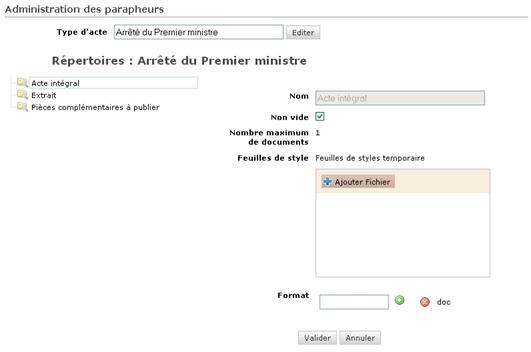 Administration des parapheurs
Type d'acte Arrêté du Premier ministre Editer
Répertoires : Arrêté du Premier ministre
Acte intégral
Extrait
Pièces complémentaires à publier
Nom Acte intégral
Non vide
Nombre maximum de documents 1
Feuilles de style Feuilles de styles temporaire
Ajouter Fichier
Format doc
Valider Annuler